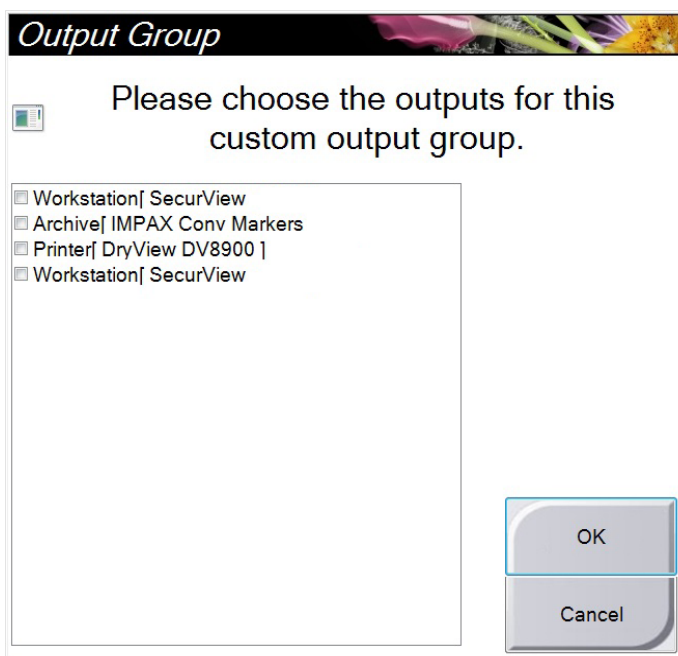 Output Group
Please choose the outputs for this
custom output group.
Workstation[ SecurView
Archive[ IMPAX Conv Markers
Printer[ DryView DV8900 ]
Workstation[ SecurView
OK
Cancel